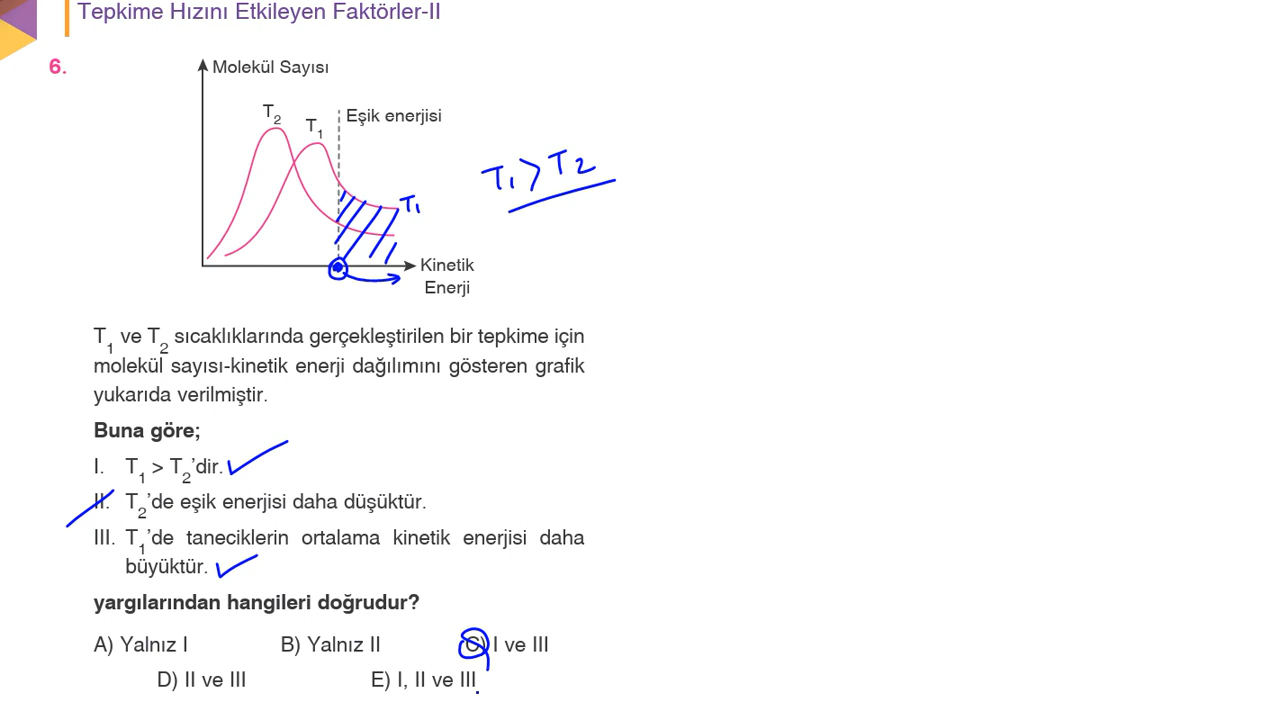 Tepkime Hızını Etkileyen Faktörler-II
6.
Molekül Sayısı
T2
T1
Eşik enerjisi
T1 > T2
T1
Kinetik
Enerji
T1 ve T2 sıcaklıklarında gerçekleştirilen bir tepkime için
molekül sayısı-kinetik enerji dağılımını gösteren grafik
yukarıda verilmiştir.
Buna göre;
I. T1 > T2'dir.
II. T2'de eşik enerjisi daha düşüktür.
III. T1'de taneciklerin ortalama kinetik enerjisi daha
büyüktür.
yargılarından hangileri doğrudur?
A) Yalnız I B) Yalnız II C) I ve III
D) II ve III E) I, II ve III